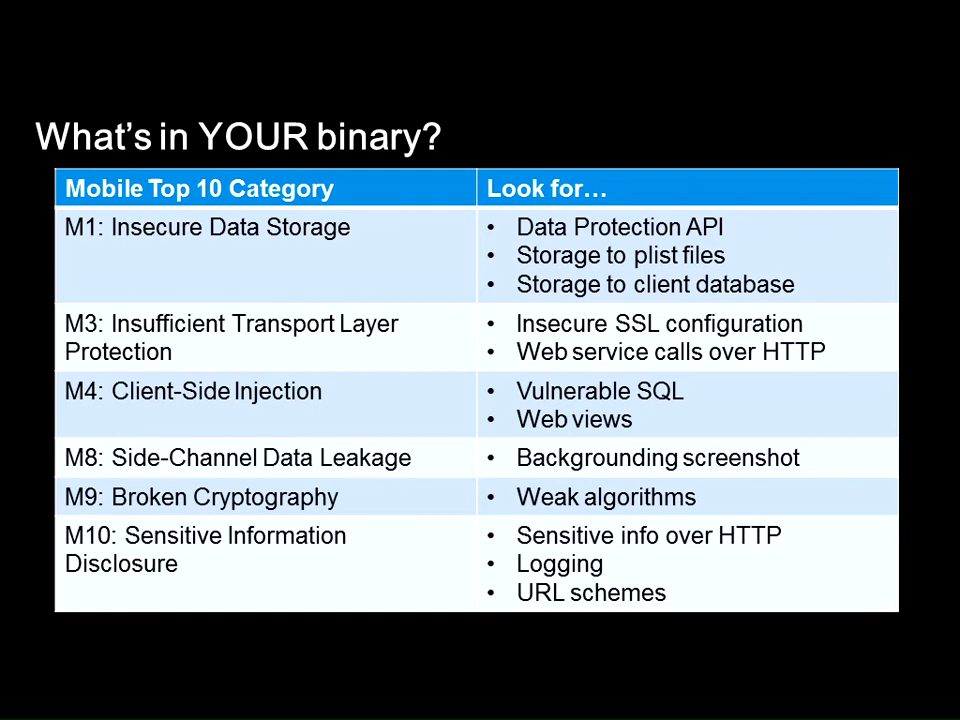 What's in YOUR binary?
Mobile Top 10 Category
Look for…
M1: Insecure Data Storage
• Data Protection API
• Storage to plist files
• Storage to client database
M3: Insufficient Transport Layer
Protection
• Insecure SSL configuration
• Web service calls over HTTP
M4: Client-Side Injection
• Vulnerable SQL
• Web views
M8: Side-Channel Data Leakage
• Backgrounding screenshot
M9: Broken Cryptography
• Weak algorithms
M10: Sensitive Information
Disclosure
• Sensitive info over HTTP
• Logging
• URL schemes